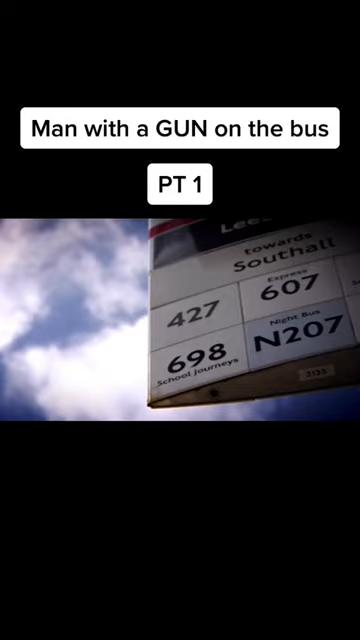 Man with a GUN on the bus
PT 1
towards
Southall
427
Express
607
698
School Journeys
Night Bus
N207